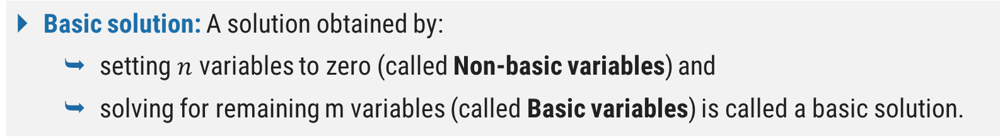 Basic solution: A solution obtained by:
setting n variables to zero (called Non-basic variables) and
solving for remaining m variables (called Basic variables) is called a basic solution.